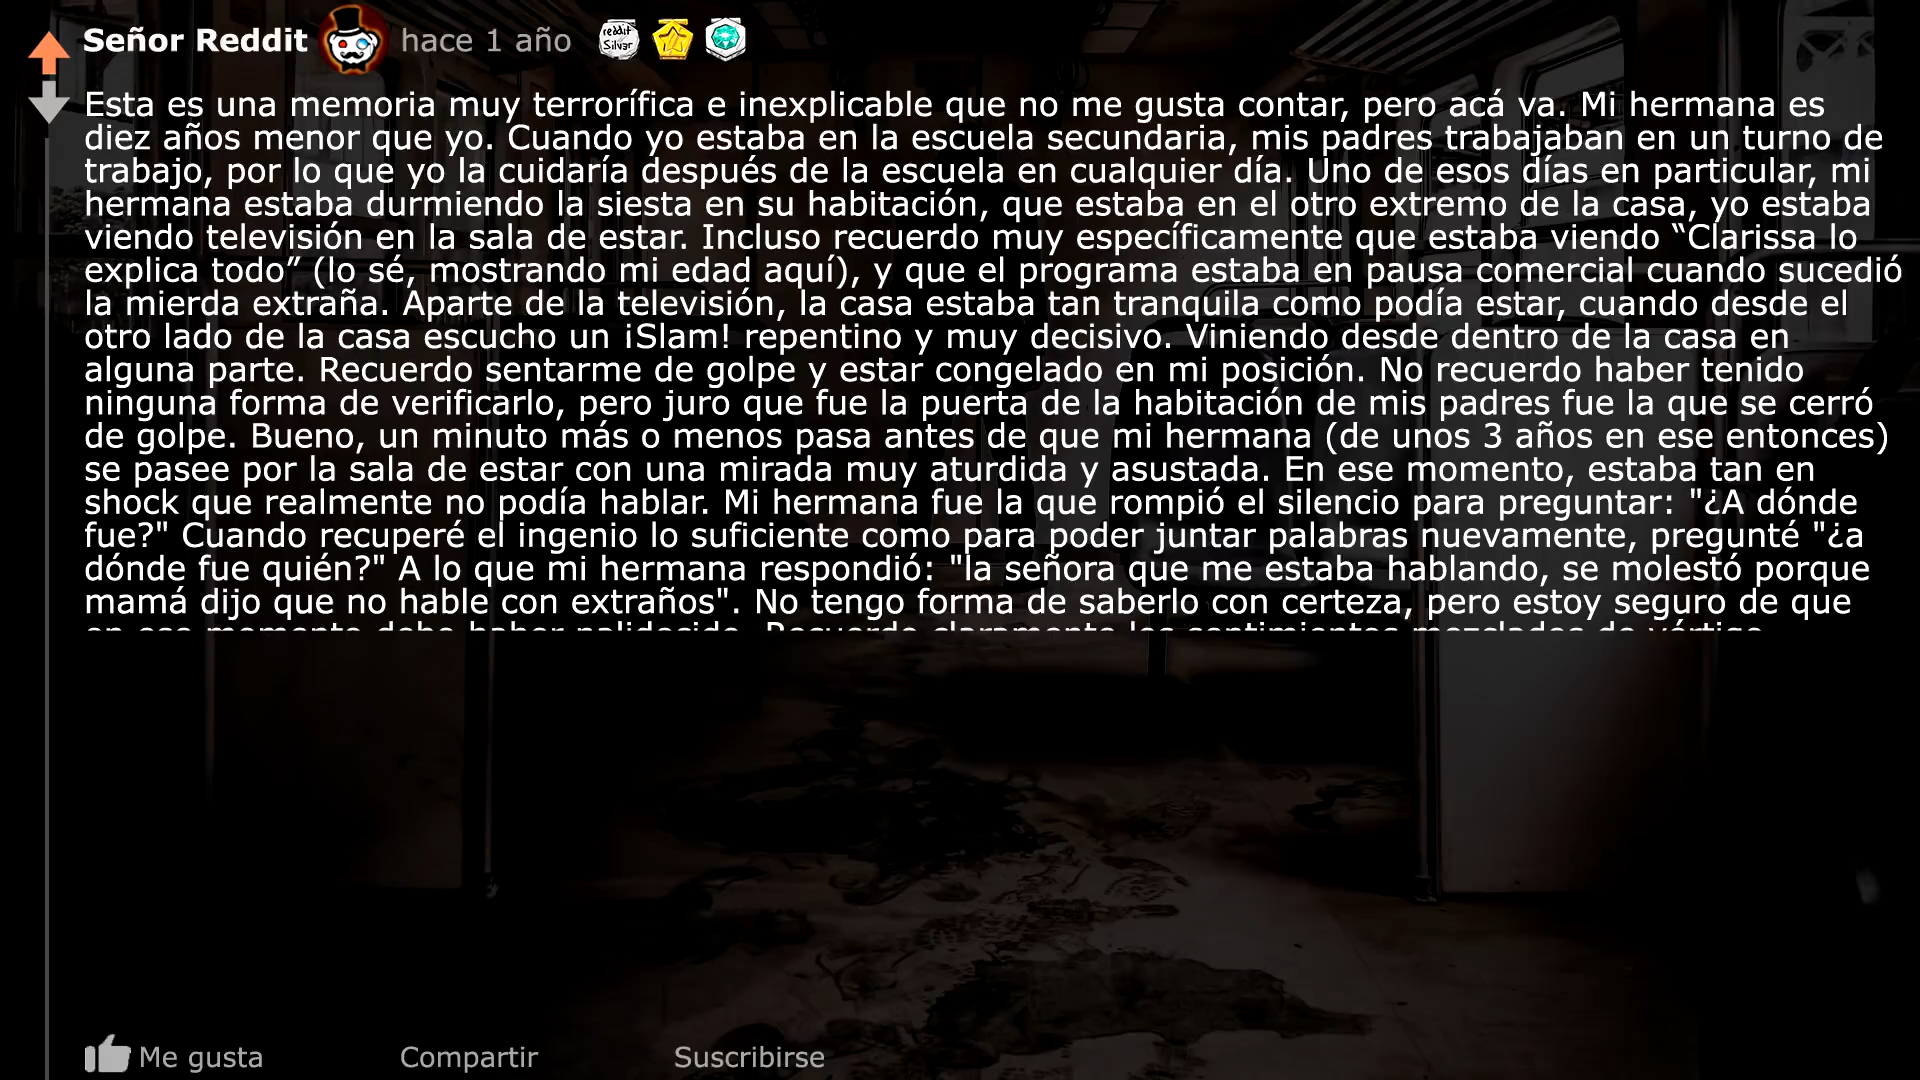 Señor Reddit hace 1 año reddit Silver
Esta es una memoria muy terrorífica e inexplicable que no me gusta contar, pero acá va. Mi hermana es
diez años menor que yo. Cuando yo estaba en la escuela secundaria, mis padres trabajaban en un turno de
trabajo, por lo que yo la cuidaría después de la escuela en cualquier día. Uno de esos días en particular, mi
hermana estaba durmiendo la siesta en su habitación, que estaba en el otro extremo de la casa, yo estaba
viendo televisión en la sala de estar. Incluso recuerdo muy específicamente que estaba viendo “Clarissa lo
explica todo” (lo sé, mostrando mi edad aquí), y que el programa estaba en pausa comercial cuando sucedió
la mierda extraña. Aparte de la televisión, la casa estaba tan tranquila como podía estar, cuando desde el
otro lado de la casa escucho un ¡Slam! repentino y muy decisivo. Viniendo desde dentro de la casa en
alguna parte. Recuerdo sentarme de golpe y estar congelado en mi posición. No recuerdo haber tenido
ninguna forma de verificarlo, pero juro que fue la puerta de la habitación de mis padres fue la que se cerró
de golpe. Bueno, un minuto más o menos pasa antes de que mi hermana (de unos 3 años en ese entonces)
se pasee por la sala de estar con una mirada muy aturdida y asustada. En ese momento, estaba tan en
shock que realmente no podía hablar. Mi hermana fue la que rompió el silencio para preguntar: "¿A dónde
fue?" Cuando recuperé el ingenio lo suficiente como para poder juntar palabras nuevamente, pregunté "¿a
dónde fue quién?" A lo que mi hermana respondió: "la señora que me estaba hablando, se molestó porque
mamá dijo que no hable con extraños". No tengo forma de saberlo con certeza, pero estoy seguro de que
en ese momento debo haber palidecido. Recuerdo claramente los sentimientos mezclados de vértigo
Me gusta Compartir Suscribirse